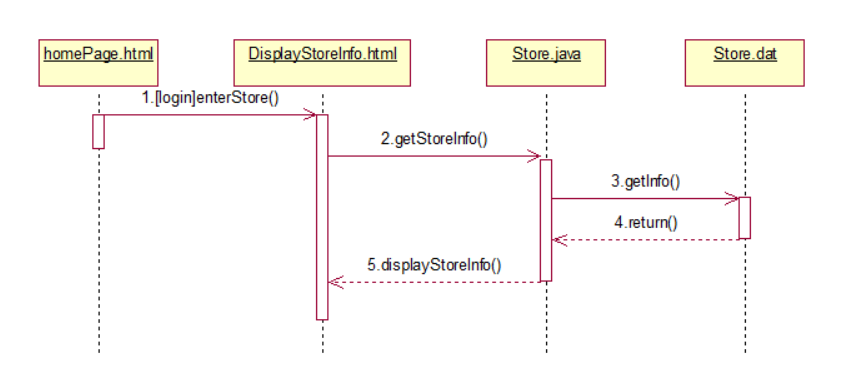 homePage.html
DisplayStoreInfo.html
Store.java
Store.dat
1.[login]enterStore()
2.getStoreInfo()
3.getInfo()
4.return()
5.displayStoreInfo()